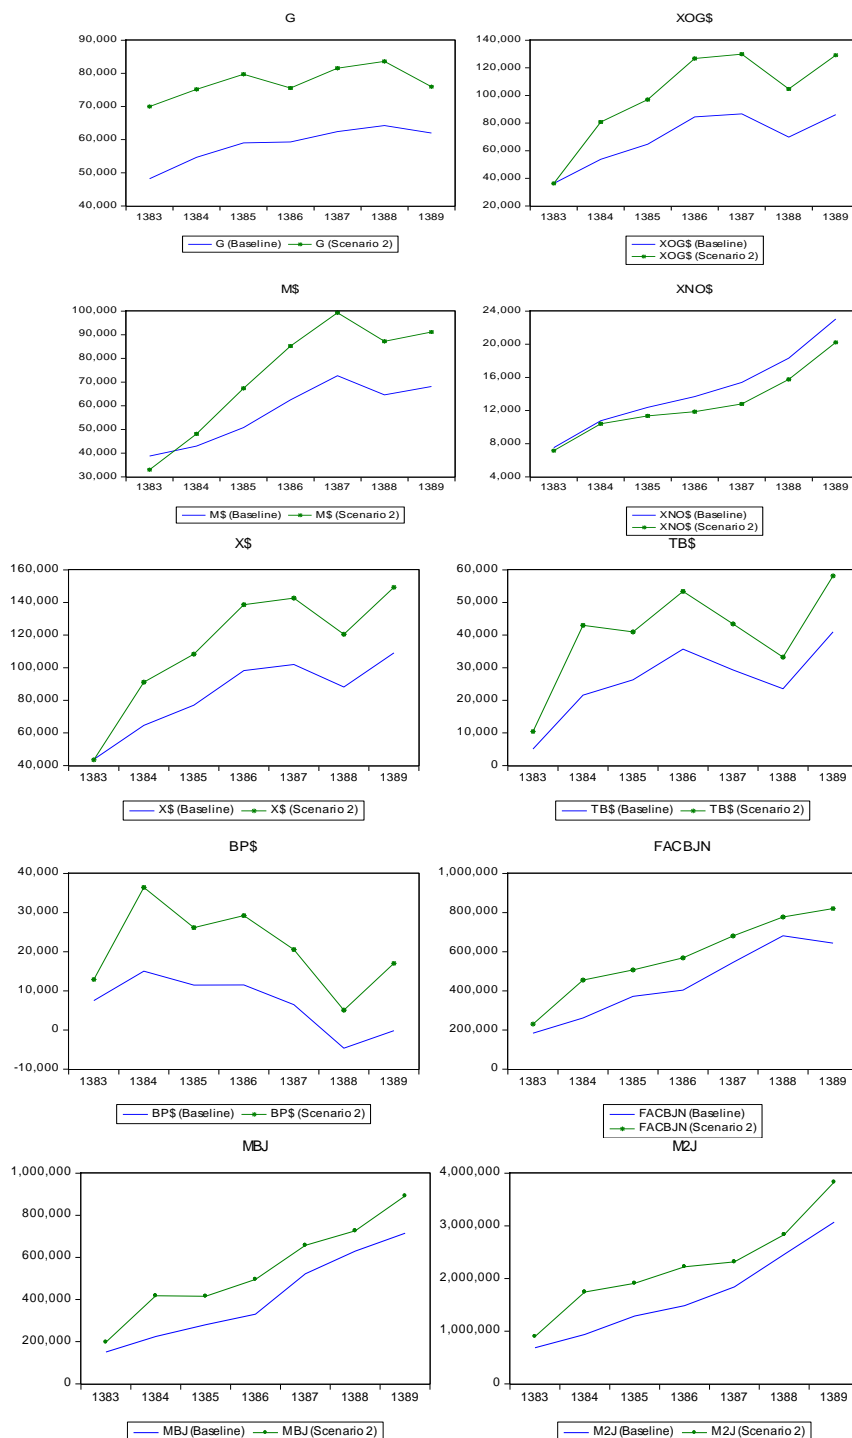 G
90,000
80,000
70,000
60,000
50,000
40,000
1383 1384 1385 1386 1387 1388 1389
G (Baseline) G (Scenario 2)
XOG$
140,000
120,000
100,000
80,000
60,000
40,000
20,000
1383 1384 1385 1386 1387 1388 1389
XOG$ (Baseline)
XOG$ (Scenario 2)
M$
100,000
90,000
80,000
70,000
60,000
50,000
40,000
30,000
1383 1384 1385 1386 1387 1388 1389
M$ (Baseline) M$ (Scenario 2)
XNO$
24,000
20,000
16,000
12,000
8,000
4,000
1383 1384 1385 1386 1387 1388 1389
XNO$ (Baseline)
XNO$ (Scenario 2)
X$
160,000
140,000
120,000
100,000
80,000
60,000
40,000
1383 1384 1385 1386 1387 1388 1389
X$ (Baseline) X$ (Scenario 2)
TB$
60,000
50,000
40,000
30,000
20,000
10,000
0
1383 1384 1385 1386 1387 1388 1389
TB$ (Baseline) TB$ (Scenario 2)
BP$
40,000
30,000
20,000
10,000
0
-10,000
1383 1384 1385 1386 1387 1388 1389
BP$ (Baseline) BP$ (Scenario 2)
FACBJN
1,000,000
800,000
600,000
400,000
200,000
0
1383 1384 1385 1386 1387 1388 1389
FACBJN (Baseline)
FACBJN (Scenario 2)
MBJ
1,000,000
800,000
600,000
400,000
200,000
0
1383 1384 1385 1386 1387 1388 1389
MBJ (Baseline) MBJ (Scenario 2)
M2J
4,000,000
3,000,000
2,000,000
1,000,000
0
1383 1384 1385 1386 1387 1388 1389
M2J (Baseline) M2J (Scenario 2)